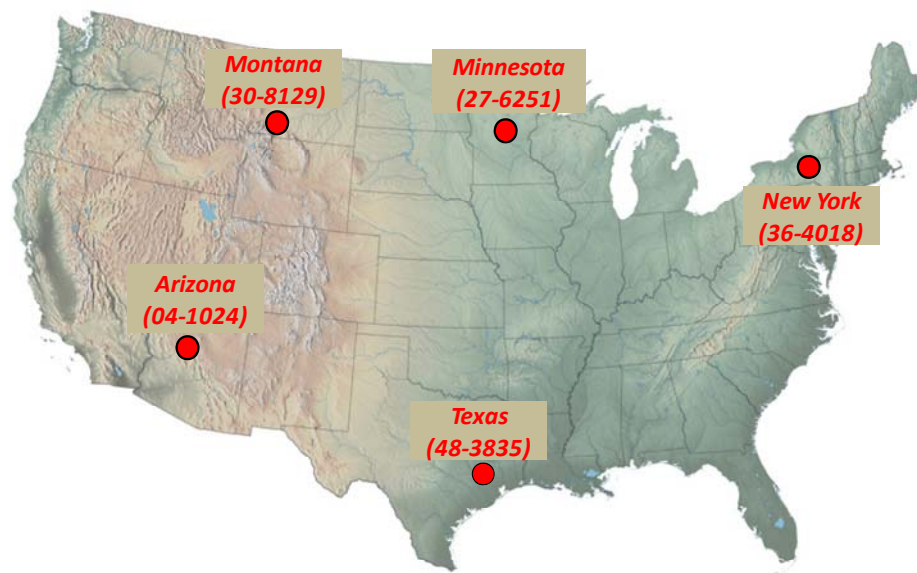 Montana
(30-8129)
Minnesota
(27-6251)
New York
(36-4018)
Arizona
(04-1024)
Texas
(48-3835)